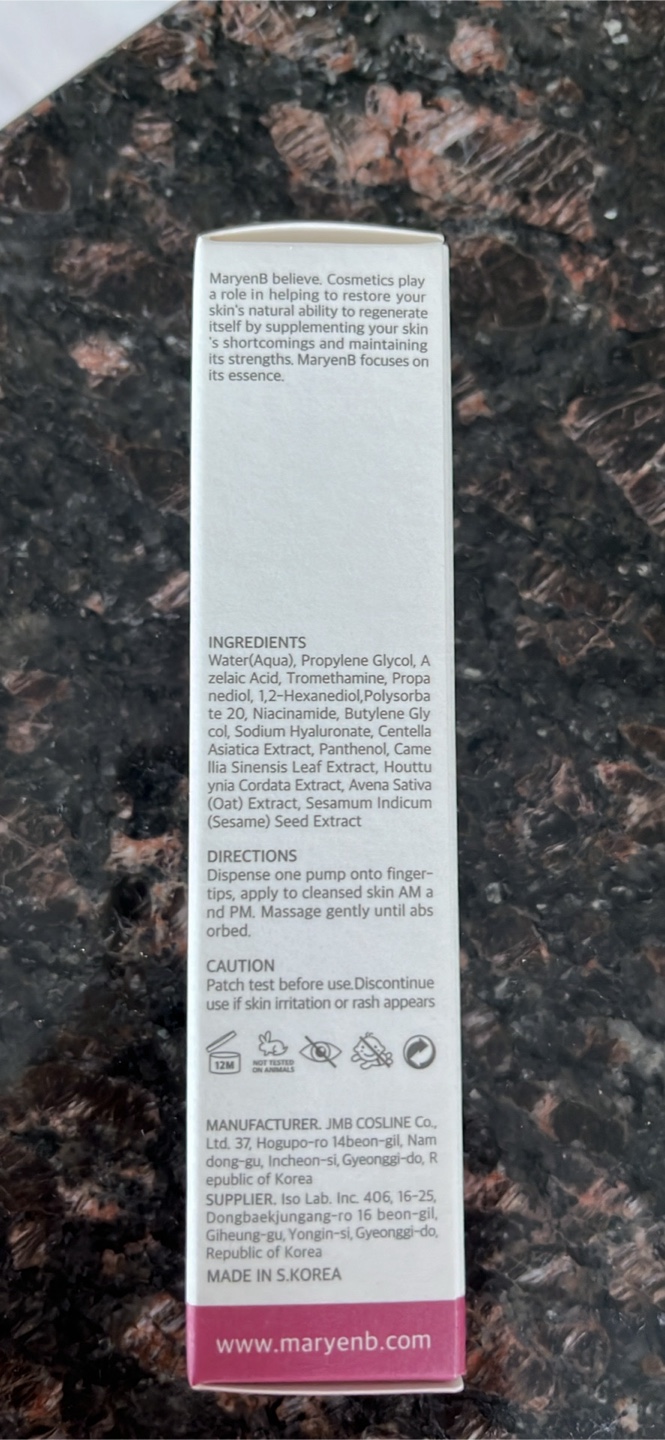 MaryenB believe. Cosmetics play
a role in helping to restore your
skin's natural ability to regenerate
itself by supplementing your skin
's shortcomings and maintaining
its strengths. MaryenB focuses on
its essence.
INGREDIENTS
Water(Aqua), Propylene Glycol, A
zelaic Acid, Tromethamine, Propa
nediol, 1,2-Hexanediol,Polysorba
te 20, Niacinamide, Butylene Gly
col, Sodium Hyaluronate, Centella
Asiatica Extract, Panthenol, Came
llia Sinensis Leaf Extract, Houttu
ynia Cordata Extract, Avena Sativa
(Oat) Extract, Sesamum Indicum
(Sesame) Seed Extract
DIRECTIONS
Dispense one pump onto finger-
tips, apply to cleansed skin AM a
nd PM. Massage gently until abs
orbed.
CAUTION
Patch test before use.Discontinue
use if skin irritation or rash appears
12M
NOT TESTED
ON ANIMALS
MANUFACTURER. JMB COSLINE Co.,
Ltd. 37, Hogupo-ro 14beon-gil, Nam
dong-gu, Incheon-si, Gyeonggi-do, R
epublic of Korea
SUPPLIER. Iso Lab. Inc. 406, 16-25,
Dongbaekjungang-ro 16 beon-gil,
Giheung-gu, Yongin-si, Gyeonggi-do,
Republic of Korea
MADE IN S.KOREA
www.maryenb.com